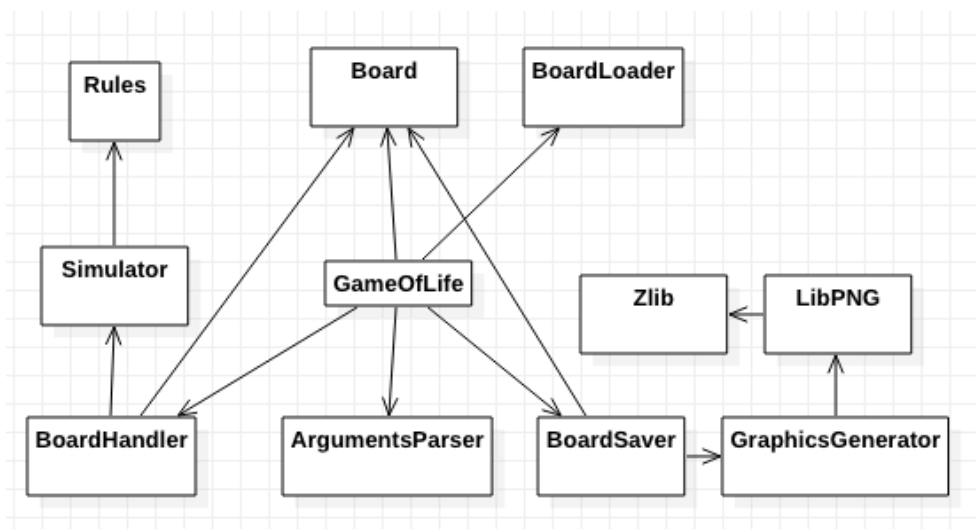 Rules
Board
BoardLoader
Simulator
GameOfLife
Zlib
LibPNG
BoardHandler
ArgumentsParser
BoardSaver
GraphicsGenerator